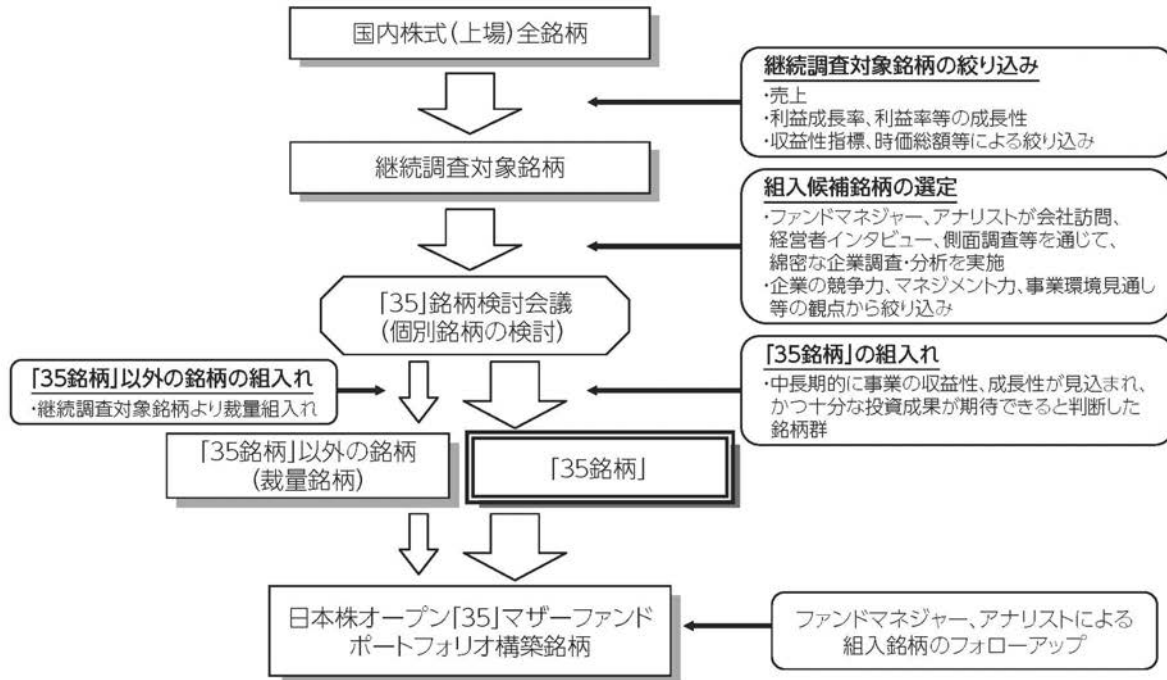 国内株式(上場)全銘柄
継続調査対象銘柄の絞り込み
・売上
・利益成長率、利益率等の成長性
・収益性指標、時価総額等による絞り込み
継続調査対象銘柄
組入候補銘柄の選定
・ファンドマネジャー、アナリストが会社訪問、
経営者インタビュー、側面調査等を通じて、
綿密な企業調査・分析を実施
・企業の競争力、マネジメント力、事業環境見通し
等の観点から絞り込み
「35」銘柄検討会議
(個別銘柄の検討)
「35銘柄」以外の銘柄の組入れ
・継続調査対象銘柄より裁量組入れ
「35銘柄」の組入れ
・中長期的に事業の収益性、成長性が見込まれ、
かつ十分な投資成果が期待できると判断した
銘柄群
「35銘柄」以外の銘柄
(裁量銘柄)
「35銘柄」
日本株オープン「35」マザーファンド
ポートフォリオ構築銘柄
ファンドマネジャー、アナリストによる
組入銘柄のフォローアップ